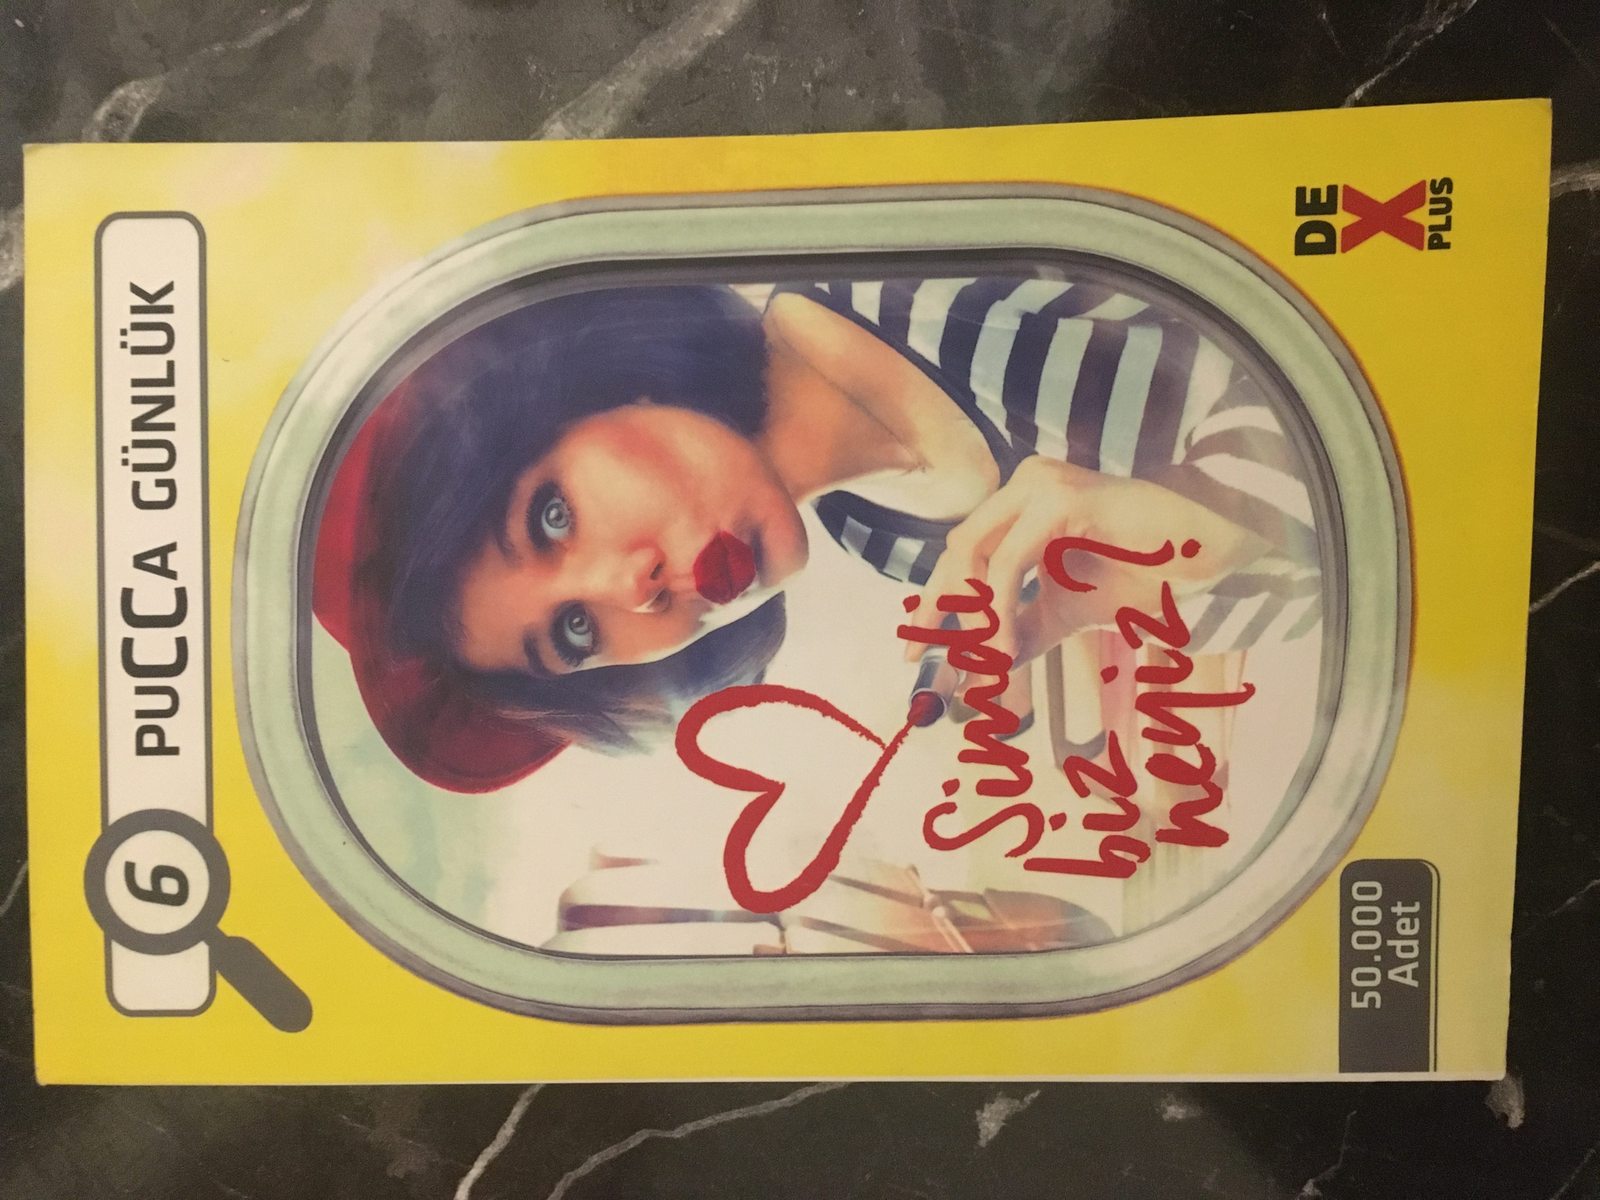 6 PUCCA GÜNLÜK
Şimdi
biz
neyiz?
50.000
Adet
DE
X
PLUS